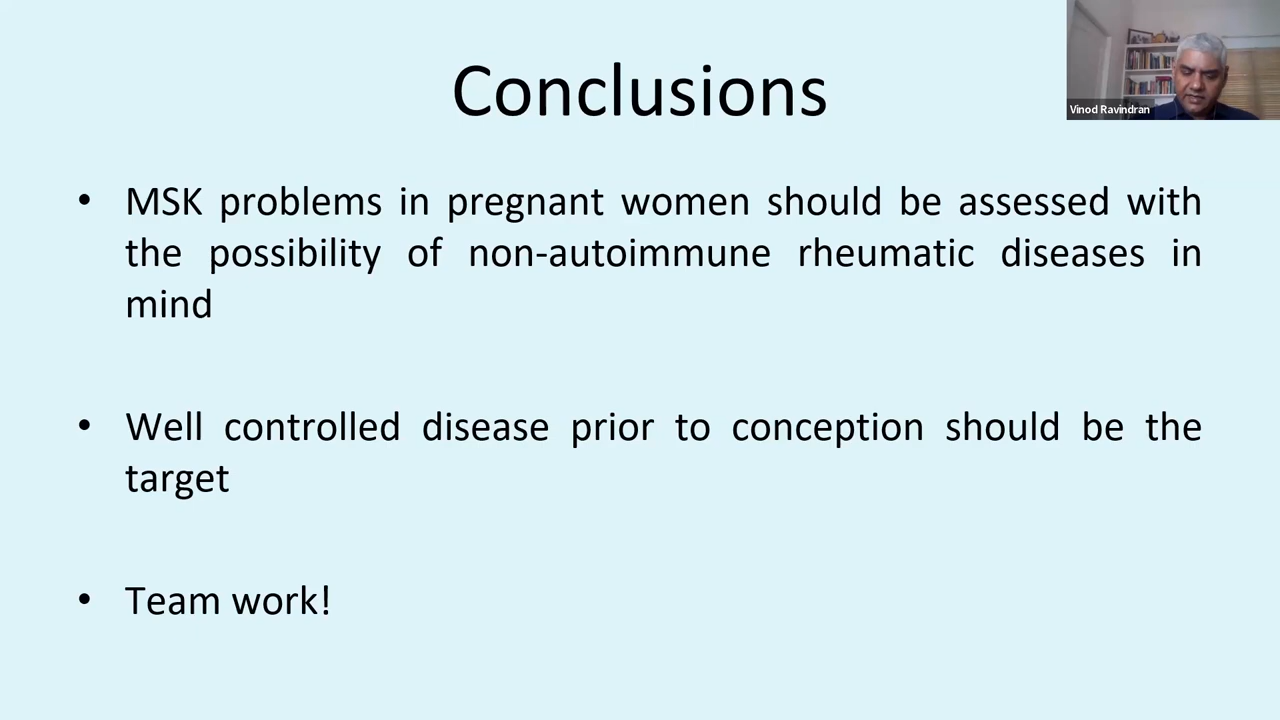 Conclusions
Vinod Ravindran
• MSK problems in pregnant women should be assessed with
the possibility of non-autoimmune rheumatic diseases in
mind
• Well controlled disease prior to conception should be the
target
• Team work!